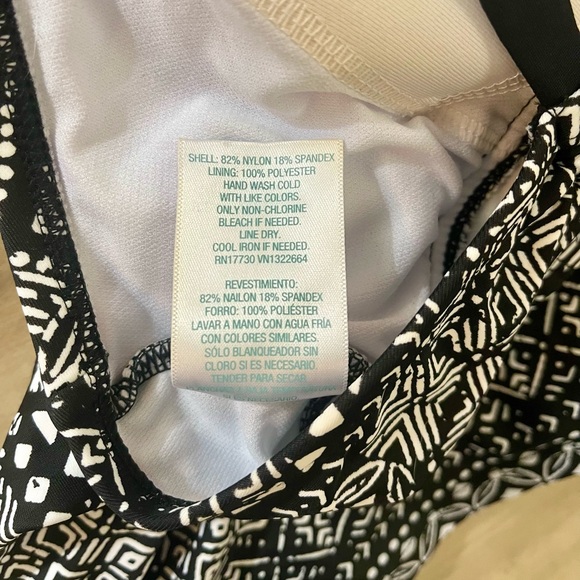 SHELL: 82% NYLON 18% SPANDEX
LINING: 100% POLYESTER
HAND WASH COLD
WITH LIKE COLORS.
ONLY NON-CHLORINE
BLEACH IF NEEDED.
LINE DRY.
COOL IRON IF NEEDED.
RN17730 VN1322664
REVESTIMIENTO:
82% NAILON 18% SPANDEX
FORRO: 100% POLIÉSTER
LAVAR A MANO CON AGUA FRÍA
CON COLORES SIMILARES.
SÓLO BLANQUEADOR SIN
CLORO SI ES NECESARIO.
TENDER PARA SECAR.